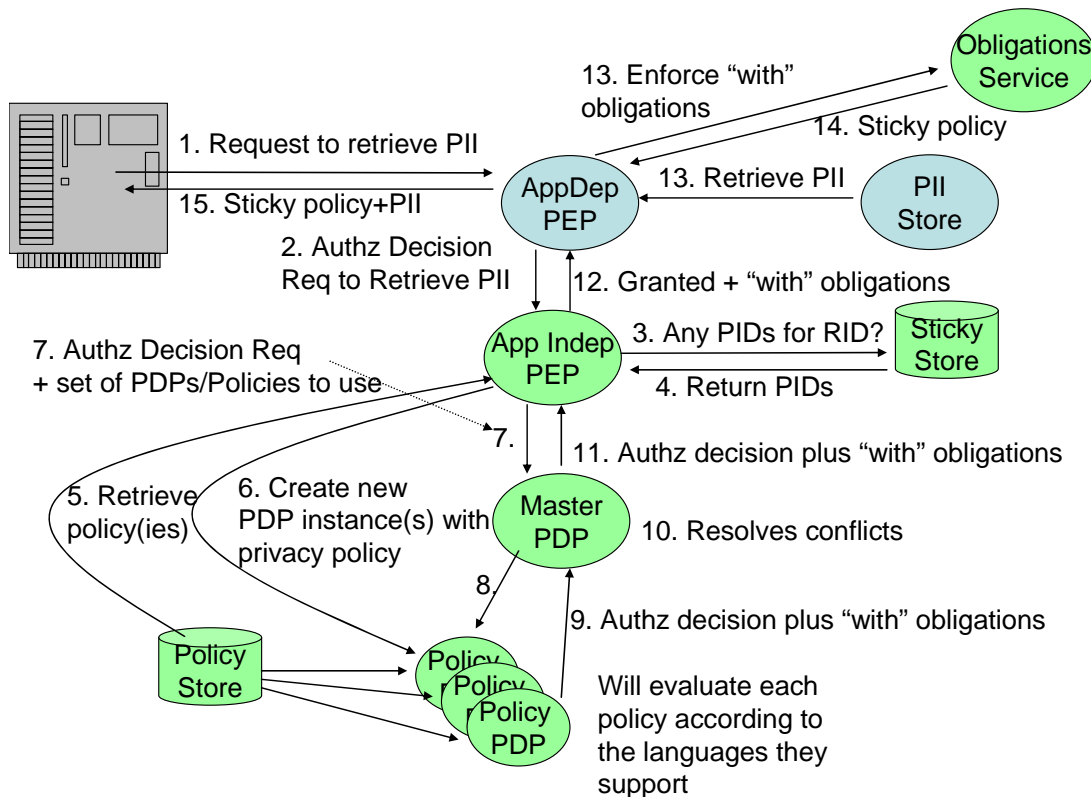 Obligations
Service
13. Enforce “with”
obligations
14. Sticky policy
1. Request to retrieve PII
AppDep
PEP
13. Retrieve PII
PII
Store
15. Sticky policy+PII
2. Authz Decision
Req to Retrieve PII
12. Granted + “with” obligations
7. Authz Decision Req
+ set of PDPs/Policies to use
App Indep
PEP
3. Any PIDs for RID?
Sticky
Store
4. Return PIDs
7.
11. Authz decision plus “with” obligations
5. Retrieve
policy(ies)
6. Create new
PDP instance(s) with
privacy policy
Master
PDP
10. Resolves conflicts
8.
9. Authz decision plus “with” obligations
Policy
Store
Policy
Policy
Policy
PDP
Will evaluate each
policy according to
the languages they
support